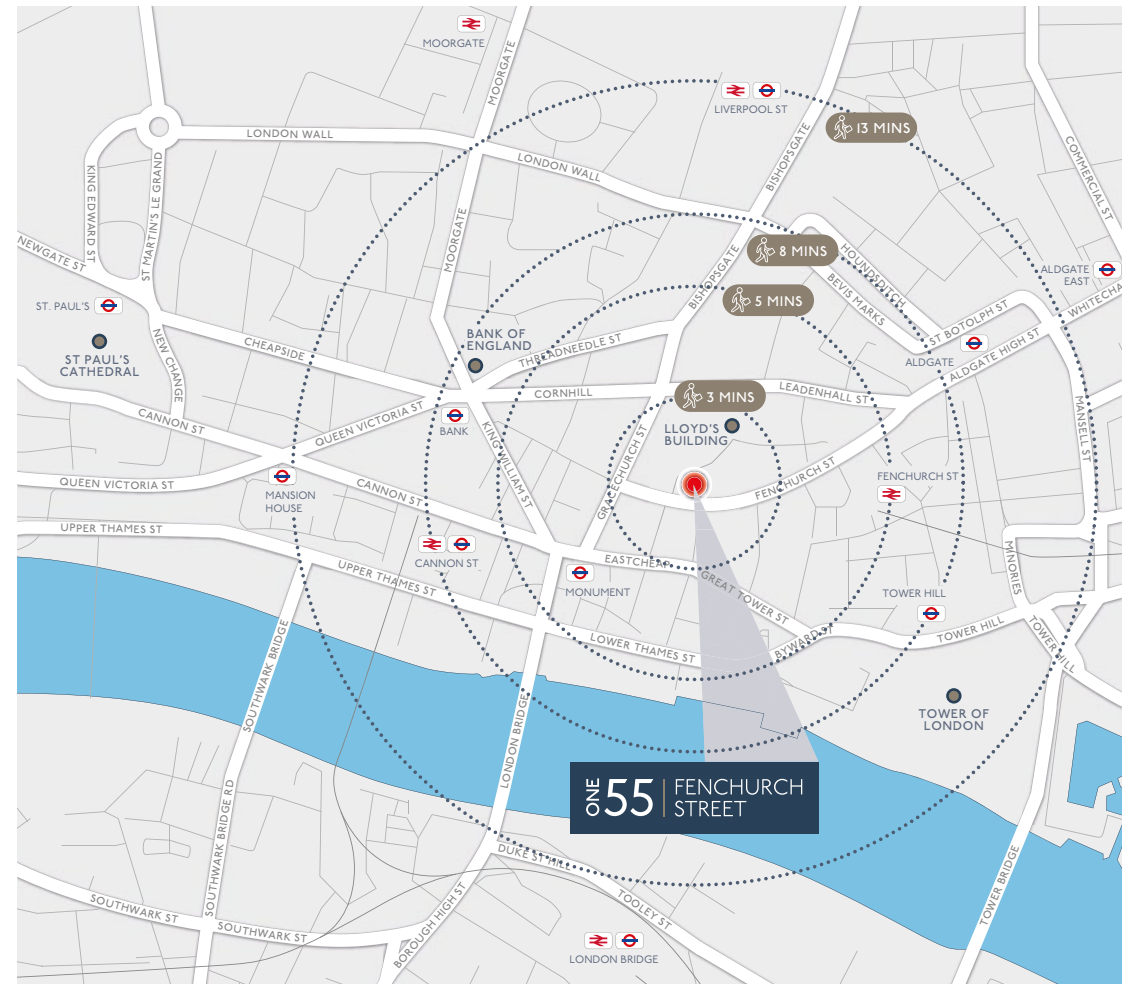 MOORGATE
MOORGATE
LIVERPOOL ST
13 MINS
LONDON WALL
LONDON WALL
BISHOPSGATE
COMMERCIAL ST
KING EDWARD ST
ST MARTIN'S LE GRAND
MOORGATE
NEWGATE ST
8 MINS
HOUNDSDITCH
BISHOPSGATE
BEVIS MARKS
ALDGATE
EAST
5 MINS
ST. PAUL'S
WHITECHA
ST BOTOLPH ST
ST PAUL'S
CATHEDRAL
NEW CHANGE
CHEAPSIDE
BANK OF
ENGLAND
THREADNEEDLE ST
ALDGATE
ALDGATE HIGH ST
CORNHILL
3 MINS
LEADENHALL ST
CANNON ST
QUEEN VICTORIA ST
BANK
KING WILLIAM ST
GRACECHURCH ST
LLOYD'S
BUILDING
MANSELL ST
QUEEN VICTORIA ST
MANSION
HOUSE
CANNON ST
FENCHURCH ST
FENCHURCH ST
UPPER THAMES ST
UPPER THAMES ST
CANNON ST
EASTCHEAP
MONUMENT
GREAT TOWER ST
MINORIES
TOWER HILL
LOWER THAMES ST
BYWARD ST
TOWER HILL
TOWER HILL
SOUTHWARK BRIDGE
LONDON BRIDGE
TOWER OF
LONDON
ONE
55
FENCHURCH
STREET
SOUTHWARK BRIDGE RD
DUKE ST HILL
TOOLEY ST
TOWER BRIDGE
SOUTHWARK ST
SOUTHWARK ST
BOROUGH HIGH ST
LONDON BRIDGE